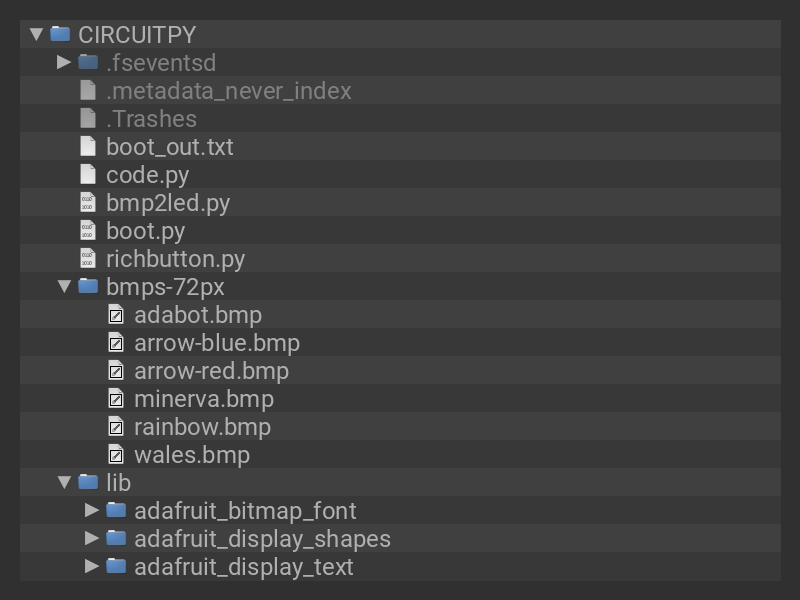 CIRCUITPY
.fseventsd
.metadata_never_index
.Trashes
boot_out.txt
code.py
bmp2led.py
boot.py
richbutton.py
bmps-72px
adabot.bmp
arrow-blue.bmp
arrow-red.bmp
minerva.bmp
rainbow.bmp
wales.bmp
lib
adafruit_bitmap_font
adafruit_display_shapes
adafruit_display_text